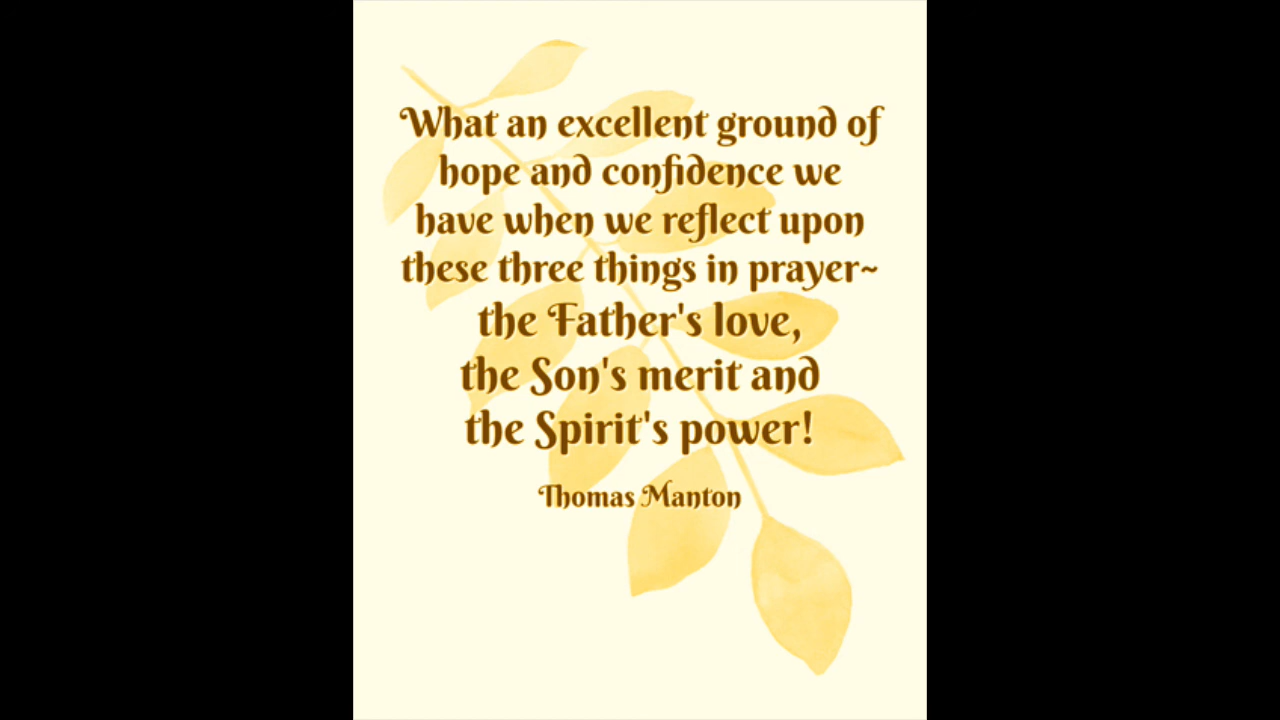 What an excellent ground of
hope and confidence we
have when we reflect upon
these three things in prayer~
the Father's love,
the Son's merit and
the Spirit's power!
Thomas Manton